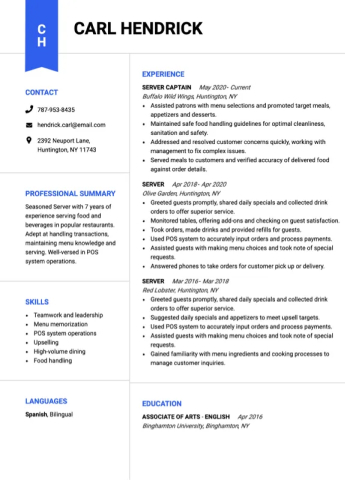 C
H
CARL HENDRICK
CONTACT
787-953-8435
hendrick.carl@email.com
2392 Neuport Lane,
Huntington, NY 11743
PROFESSIONAL SUMMARY
Seasoned Server with 7 years of
experience serving food and
beverages in popular restaurants.
Adept at handling transactions,
maintaining menu knowledge and
serving. Well-versed in POS
system operations.
SKILLS
• Teamwork and leadership
• Menu memorization
• POS system operations
• Upselling
• High-volume dining
• Food handling
LANGUAGES
Spanish, Bilingual
EXPERIENCE
SERVER CAPTAIN May 2020- Current
Buffalo Wild Wings, Huntington, NY
• Assisted patrons with menu selections and promoted target meals,
appetizers and desserts.
• Maintained safe food handling guidelines for optimal cleanliness,
sanitation and safety.
• Addressed and resolved customer concerns quickly, working with
management to fix complex issues.
• Served meals to customers and verified accuracy of delivered food
against order details.
SERVER Apr 2018- Apr 2020
Olive Garden, Huntington, NY
• Greeted guests promptly, shared daily specials and collected drink
orders to offer superior service.
• Monitored tables, offering add-ons and checking on guest satisfaction.
• Took orders, made drinks and provided refills for guests.
• Used POS system to accurately input orders and process payments.
• Assisted guests with making menu choices and took note of special
requests.
• Answered phones to take orders for customer pick up or delivery.
SERVER Mar 2016- Mar 2018
Red Lobster, Huntington, NY
• Greeted guests promptly, shared daily specials and collected drink
orders to offer superior service.
• Suggested daily specials and appetizers to meet upsell targets.
• Used POS system to accurately input orders and process payments.
• Assisted guests with making menu choices and took note of special
requests.
• Gained familiarity with menu ingredients and cooking processes to
manage customer inquiries.
EDUCATION
ASSOCIATE OF ARTS - ENGLISH Apr 2016
Binghamton University, Binghamton, NY